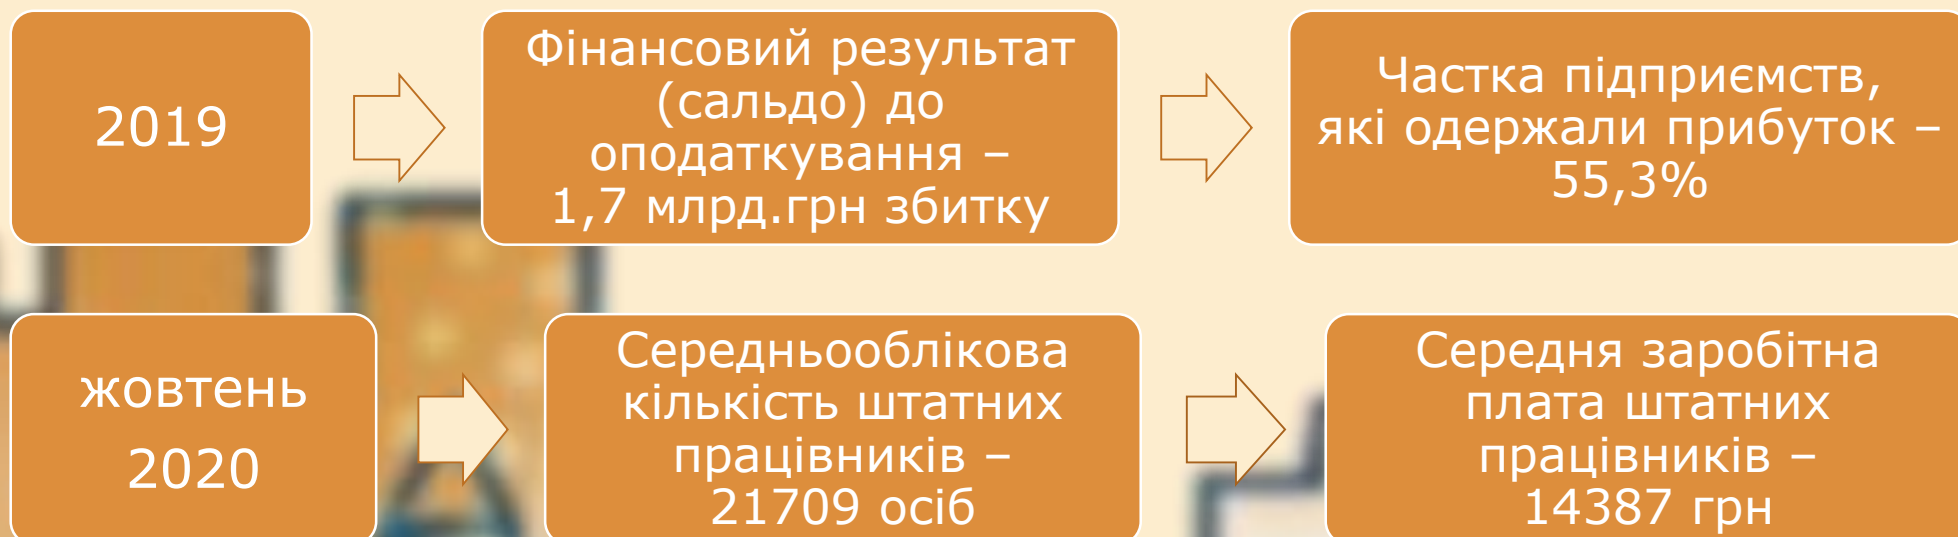 2019
Фінансовий результат
(сальдо) до
оподаткування –
1,7 млрд.грн збитку
Частка підприємств,
які одержали прибуток –
55,3%
жовтень
2020
Середньооблікова
кількість штатних
працівників –
21709 осіб
Середня заробітна
плата штатних
працівників –
14387 грн